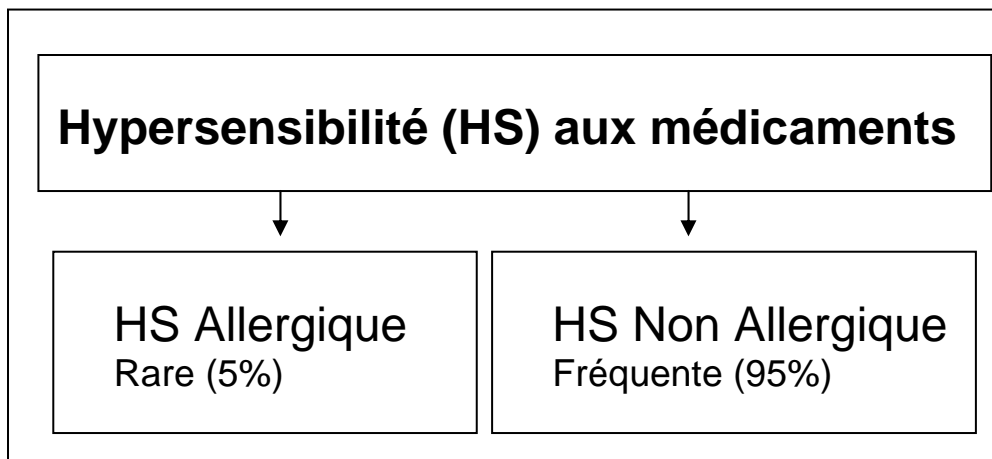 Hypersensibilité (HS) aux médicaments
HS Allergique
Rare (5%)
HS Non Allergique
Fréquente (95%)